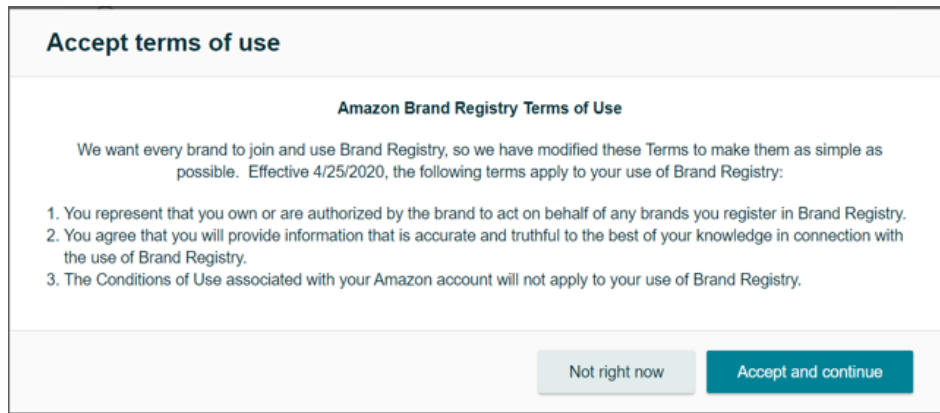 Accept terms of use
Amazon Brand Registry Terms of Use
We want every brand to join and use Brand Registry, so we have modified these Terms to make them as simple as
possible.  Effective 4/25/2020, the following terms apply to your use of Brand Registry:
1. You represent that you own or are authorized by the brand to act on behalf of any brands you register in Brand Registry.
2. You agree that you will provide information that is accurate and truthful to the best of your knowledge in connection with
the use of Brand Registry.
3. The Conditions of Use associated with your Amazon account will not apply to your use of Brand Registry.
Not right now
Accept and continue